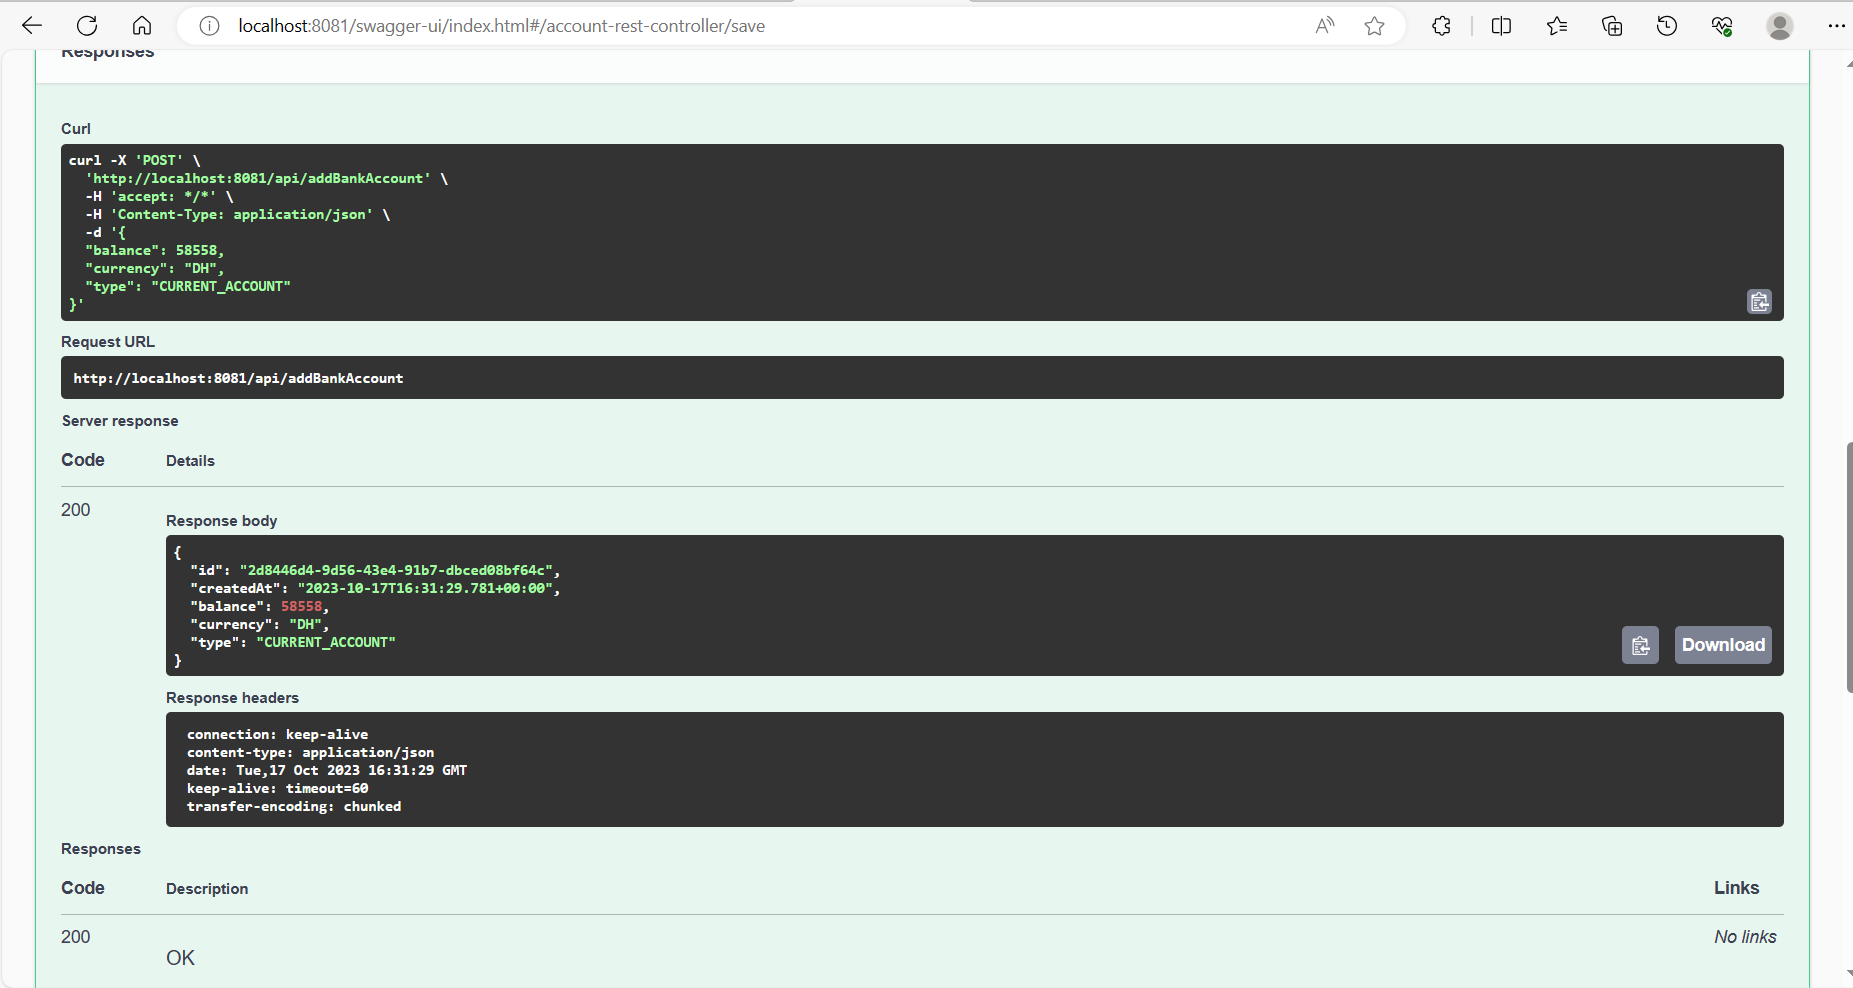 localhost:8081/swagger-ui/index.html#/account-rest-controller/save
Responses
Curl
curl -X 'POST' \
  'http://localhost:8081/api/addBankAccount' \
  -H 'accept: */*' \
  -H 'Content-Type: application/json' \
  -d '{
  "balance": 58558,
  "currency": "DH",
  "type": "CURRENT_ACCOUNT"
}'
Request URL
http://localhost:8081/api/addBankAccount
Server response
Code Details
200
Response body
{
  "id": "2d8446d4-9d56-43e4-91b7-dbced08bf64c",
  "createdAt": "2023-10-17T16:31:29.781+00:00",
  "balance": 58558,
  "currency": "DH",
  "type": "CURRENT_ACCOUNT"
}
Download
Response headers
connection: keep-alive
content-type: application/json
date: Tue,17 Oct 2023 16:31:29 GMT
keep-alive: timeout=60
transfer-encoding: chunked
Responses
Code Description Links
200 No links
OK